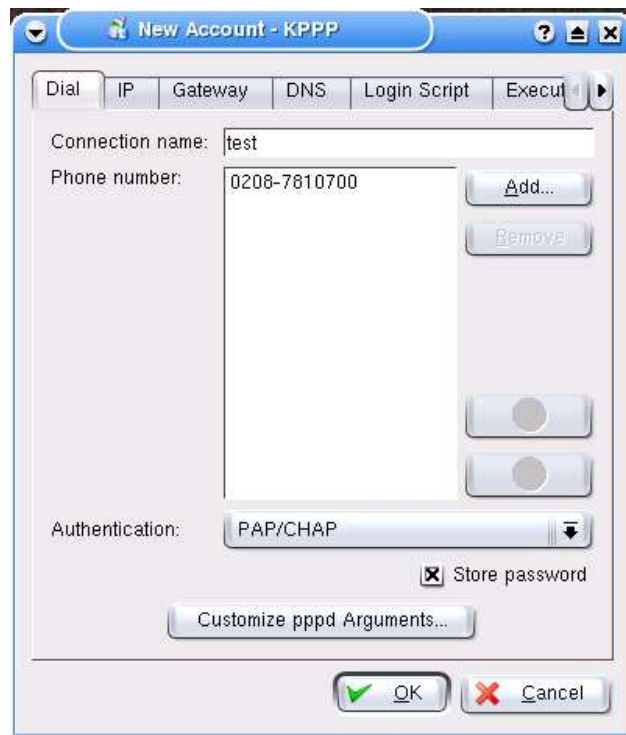 New Account - KPPP
Dial IP Gateway DNS Login Script Execut
Connection name: test
Phone number: 0208-7810700
Add...
Remove
Authentication: PAP/CHAP
Store password
Customize pppd Arguments...
OK Cancel